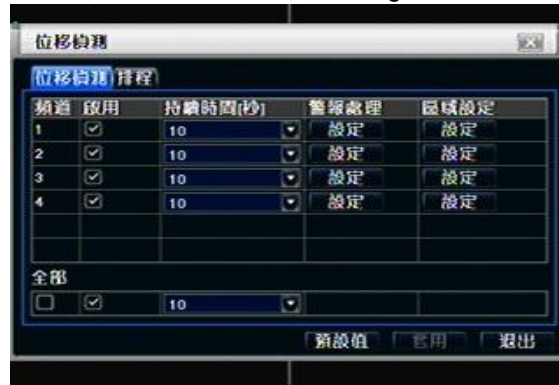 位移偵測
位移偵測 排程
頻道 啟用 持續時間[秒] 警報處理 區域設定
1 10 設定 設定
2 10 設定 設定
3 10 設定 設定
4 10 設定 設定
全部
10
預設值 套用 退出